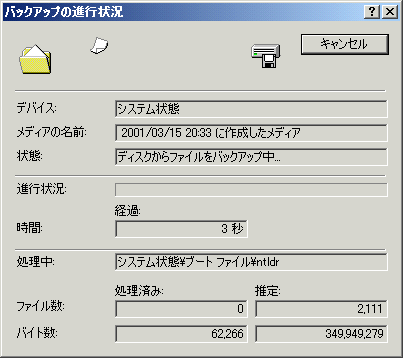 バックアップの進行状況
キャンセル
デバイス: システム状態
メディアの名前: 2001/03/15 20:33 に作成したメディア
状態: ディスクからファイルをバックアップ中...
進行状況:
経過:
時間: 3 秒
処理中: システム状態¥ブート ファイル¥ntldr
処理済み: 推定:
ファイル数: 0 2,111
バイト数: 62,266 349,949,279